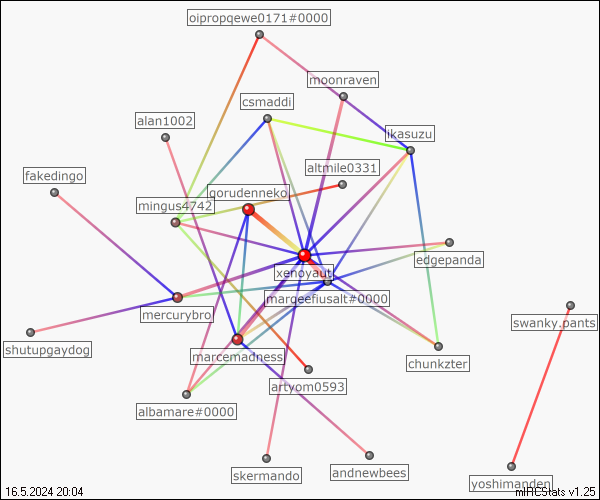 oipropqewe0171#0000
moonraven
csmaddi
alan1002
ikasuzu
altmile0331
fakedingo
qorudenneko
mingus4742
edgepanda
xenoyaut
margeefiusalt#0000
mercurybro
swanky.pants
shutupgaydog
marcemadness
chunkzter
artyom0593
albamare#0000
skermando
andnewbees
yoshimanden
16.5.2024 20:04
mIRCStats v1.25